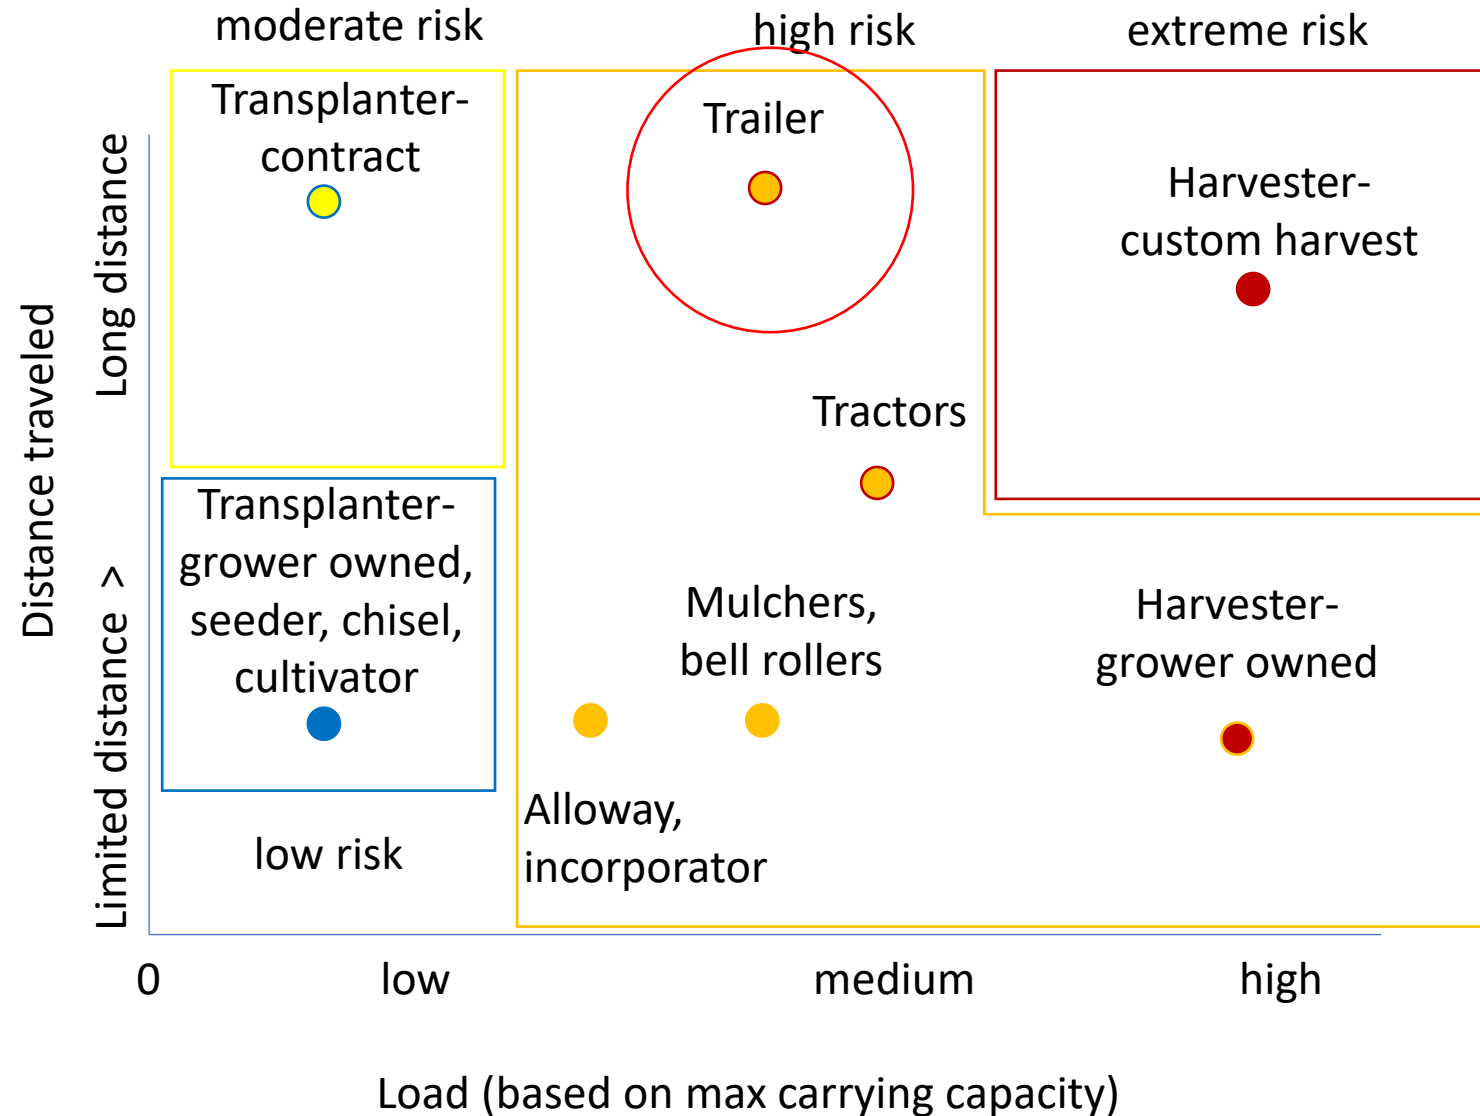 moderate risk
high risk
extreme risk
Transplanter-
contract
Trailer
Harvester-
custom harvest
Tractors
Transplanter-
grower owned,
seeder, chisel,
cultivator
Mulchers,
bell rollers
Harvester-
grower owned
Alloway,
incorporator
low risk
Distance traveled
Limited distance  >
Long distance
0
low
medium
high
Load (based on max carrying capacity)